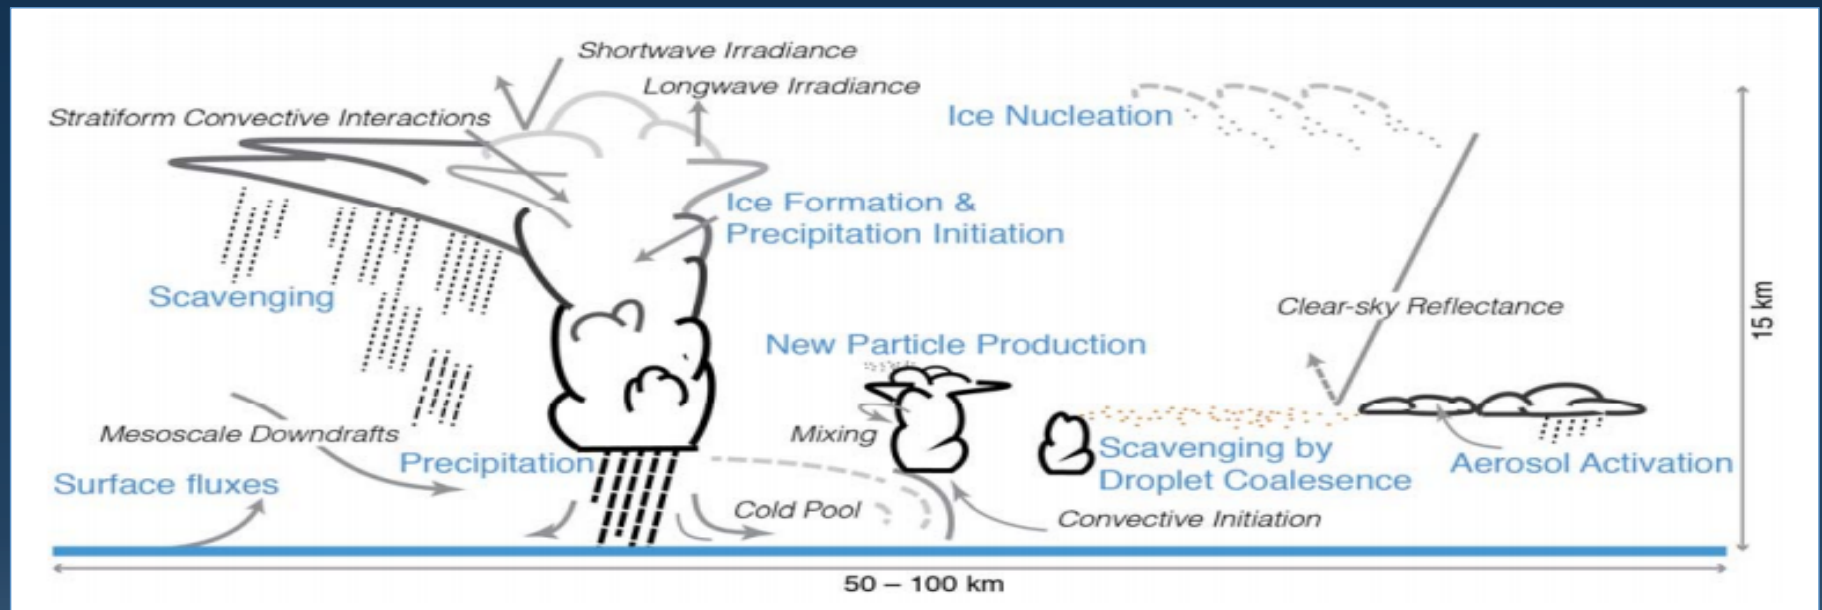 Shortwave Irradiance
Longwave Irradiance
Stratiform Convective Interactions
Ice Nucleation
Ice Formation &
Precipitation Initiation
Scavenging
Clear-sky Reflectance
15 km
New Particle Production
Mesoscale Downdrafts
Mixing
Precipitation
Surface fluxes
Scavenging by
Droplet Coalesence
Aerosol Activation
Cold Pool
Convective Initiation
50 – 100 km